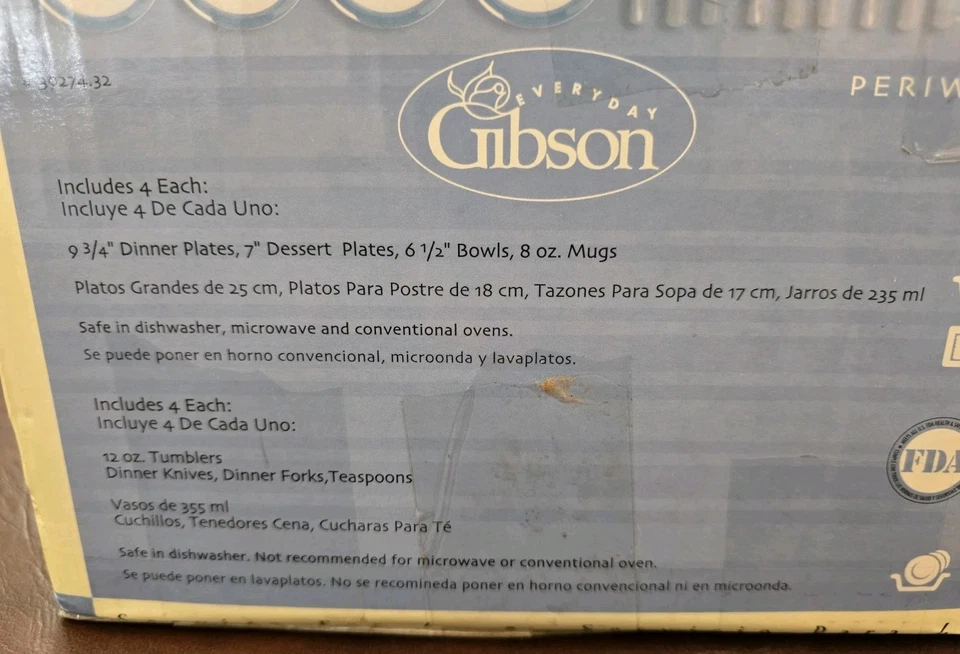 30274.32
EVERYDAY
Gibson
PERIW
Includes 4 Each:
Incluye 4 De Cada Uno:
9 3/4" Dinner Plates, 7" Dessert Plates, 6 1/2" Bowls, 8 oz. Mugs
Platos Grandes de 25 cm, Platos Para Postre de 18 cm, Tazones Para Sopa de 17 cm, Jarros de 235 ml
Safe in dishwasher, microwave and conventional ovens.
Se puede poner en horno convencional, microonda y lavaplatos.
Includes 4 Each:
Incluye 4 De Cada Uno:
12 oz. Tumblers
Dinner Knives, Dinner Forks,Teaspoons
Vasos de 355 ml
Cuchillos, Tenedores Cena, Cucharas Para Té
FDA
Safe in dishwasher. Not recommended for microwave or conventional oven.
Se puede poner en lavaplatos. No se recomineda poner en horno convencional ni en microonda.